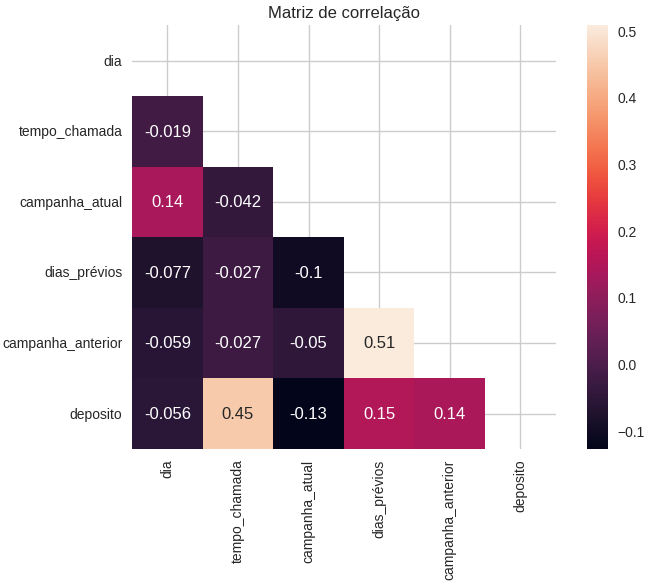 Matriz de correlação
dia
tempo_chamada -0.019
campanha_atual 0.14 -0.042
dias_prévios -0.077 -0.027 -0.1
campanha_anterior -0.059 -0.027 -0.05 0.51
deposito -0.056 0.45 -0.13 0.15 0.14
dia
tempo_chamada
campanha_atual
dias_prévios
campanha_anterior
deposito
0.5
0.4
0.3
0.2
0.1
0.0
−0.1